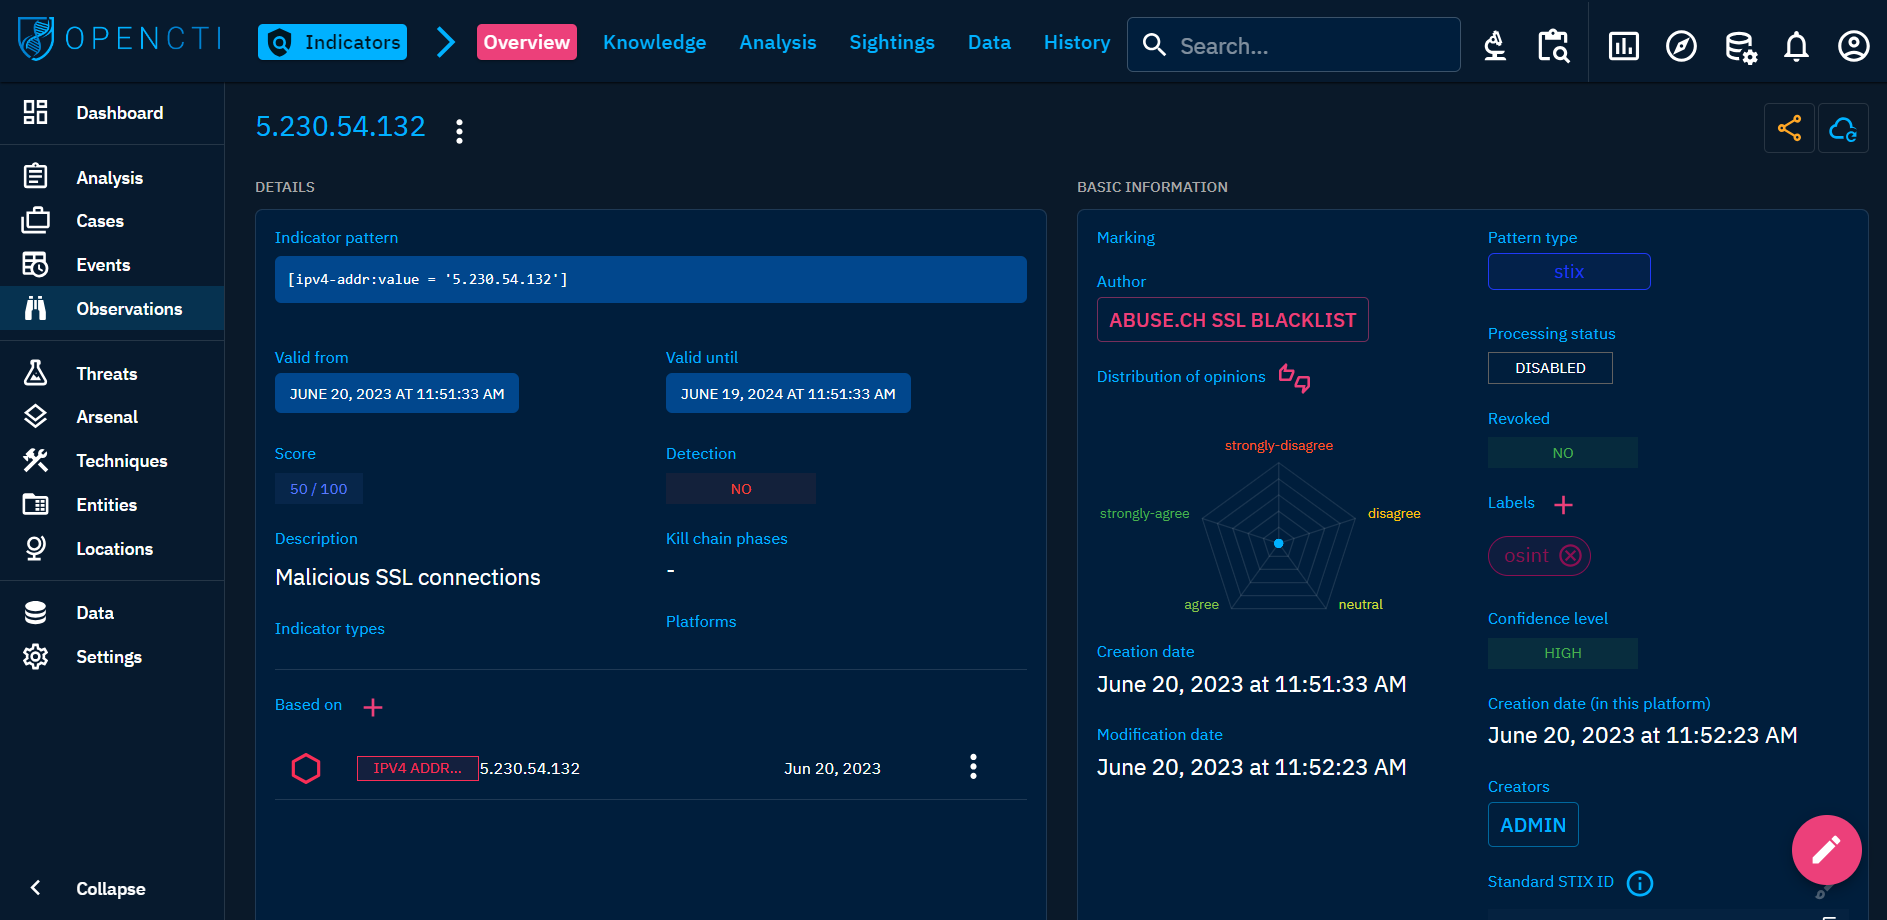 OPENCTI
Indicators
Overview
Knowledge
Analysis
Sightings
Data
History
Search...
Dashboard
Analysis
Cases
Events
Observations
Threats
Arsenal
Techniques
Entities
Locations
Data
Settings
Collapse
5.230.54.132
DETAILS
Indicator pattern
[ipv4-addr:value = '5.230.54.132']
Valid from
JUNE 20, 2023 AT 11:51:33 AM
Valid until
JUNE 19, 2024 AT 11:51:33 AM
Score
50 / 100
Detection
NO
Description
Malicious SSL connections
Kill chain phases
-
Indicator types
Platforms
Based on
IPV4 ADDR... 5.230.54.132 Jun 20, 2023
BASIC INFORMATION
Marking
Author
ABUSE.CH SSL BLACKLIST
Distribution of opinions
strongly-disagree
strongly-agree
disagree
agree
neutral
Creation date
June 20, 2023 at 11:51:33 AM
Modification date
June 20, 2023 at 11:52:23 AM
Pattern type
stix
Processing status
DISABLED
Revoked
NO
Labels
osint
Confidence level
HIGH
Creation date (in this platform)
June 20, 2023 at 11:52:23 AM
Creators
ADMIN
Standard STIX ID